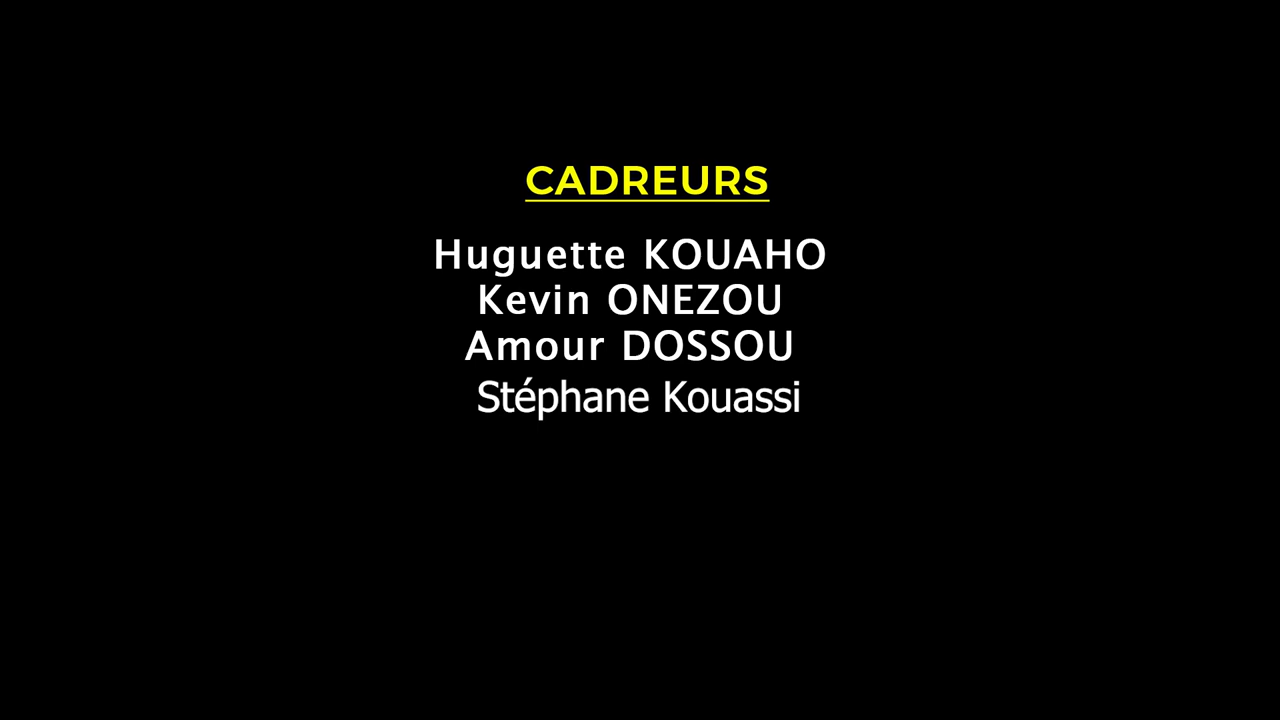 CADREURS
Huguette KOUAHO
Kevin ONEZOU
Amour DOSSOU
Stéphane Kouassi